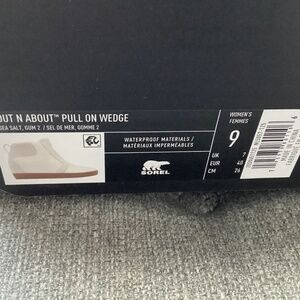 OUT N ABOUT™ PULL ON WEDGE
SEA SALT, GUM 2 / SEL DE MER, GOMME 2
WATERPROOF MATERIALS /
MATÉRIAUX IMPERMÉABLES
SOREL
WOMEN'S
FEMMES
9
UK 7
EUR 40
CM 26